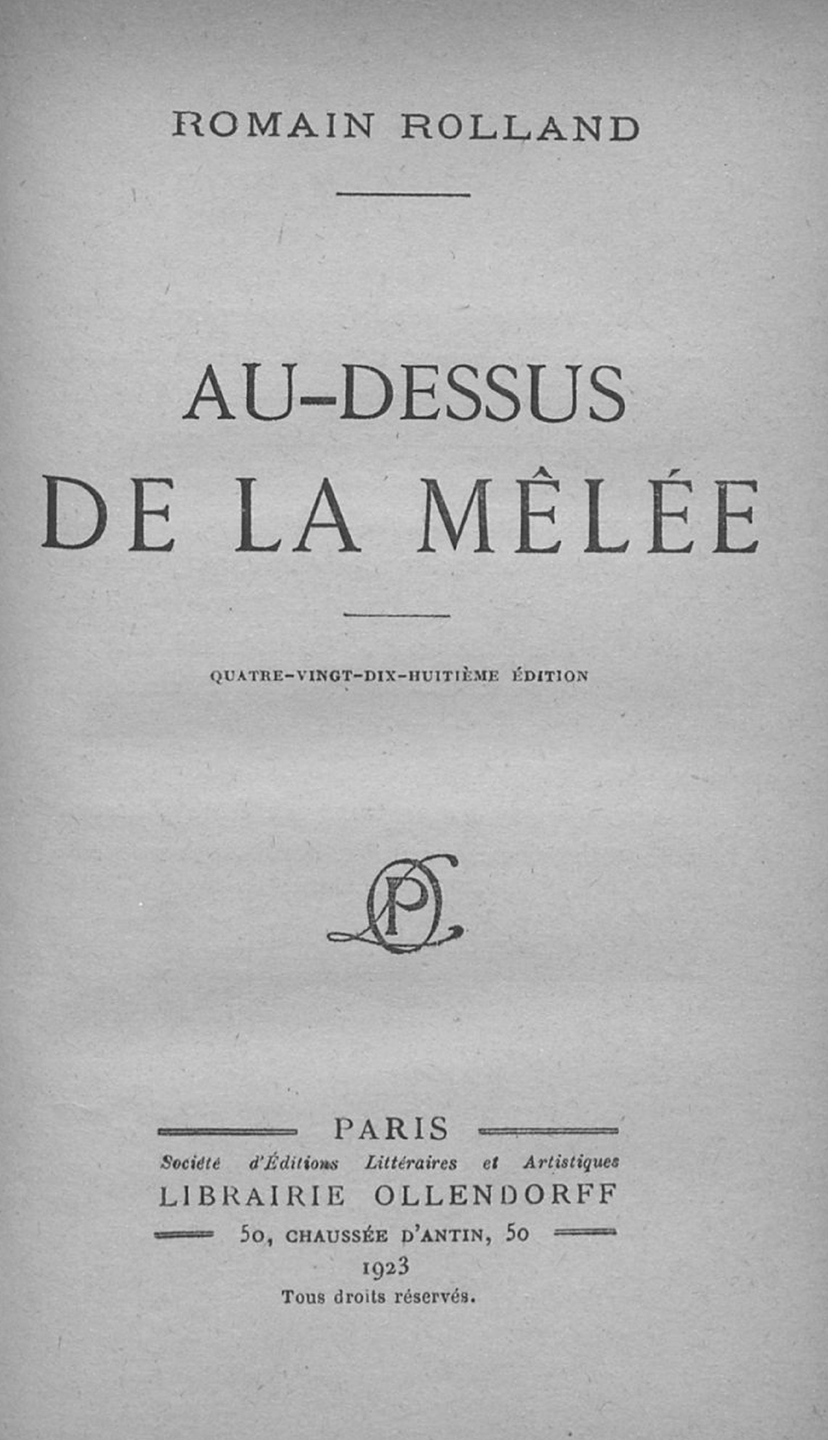 ROMAIN ROLLAND
AU-DESSUS
DE LA MÊLÉE
QUATRE-VINGT-DIX-HUITIÈME ÉDITION
PARIS
Société d'Éditions Littéraires et Artistiques
LIBRAIRIE OLLENDORFF
50, CHAUSSÉE D'ANTIN, 50
1923
Tous droits réservés.